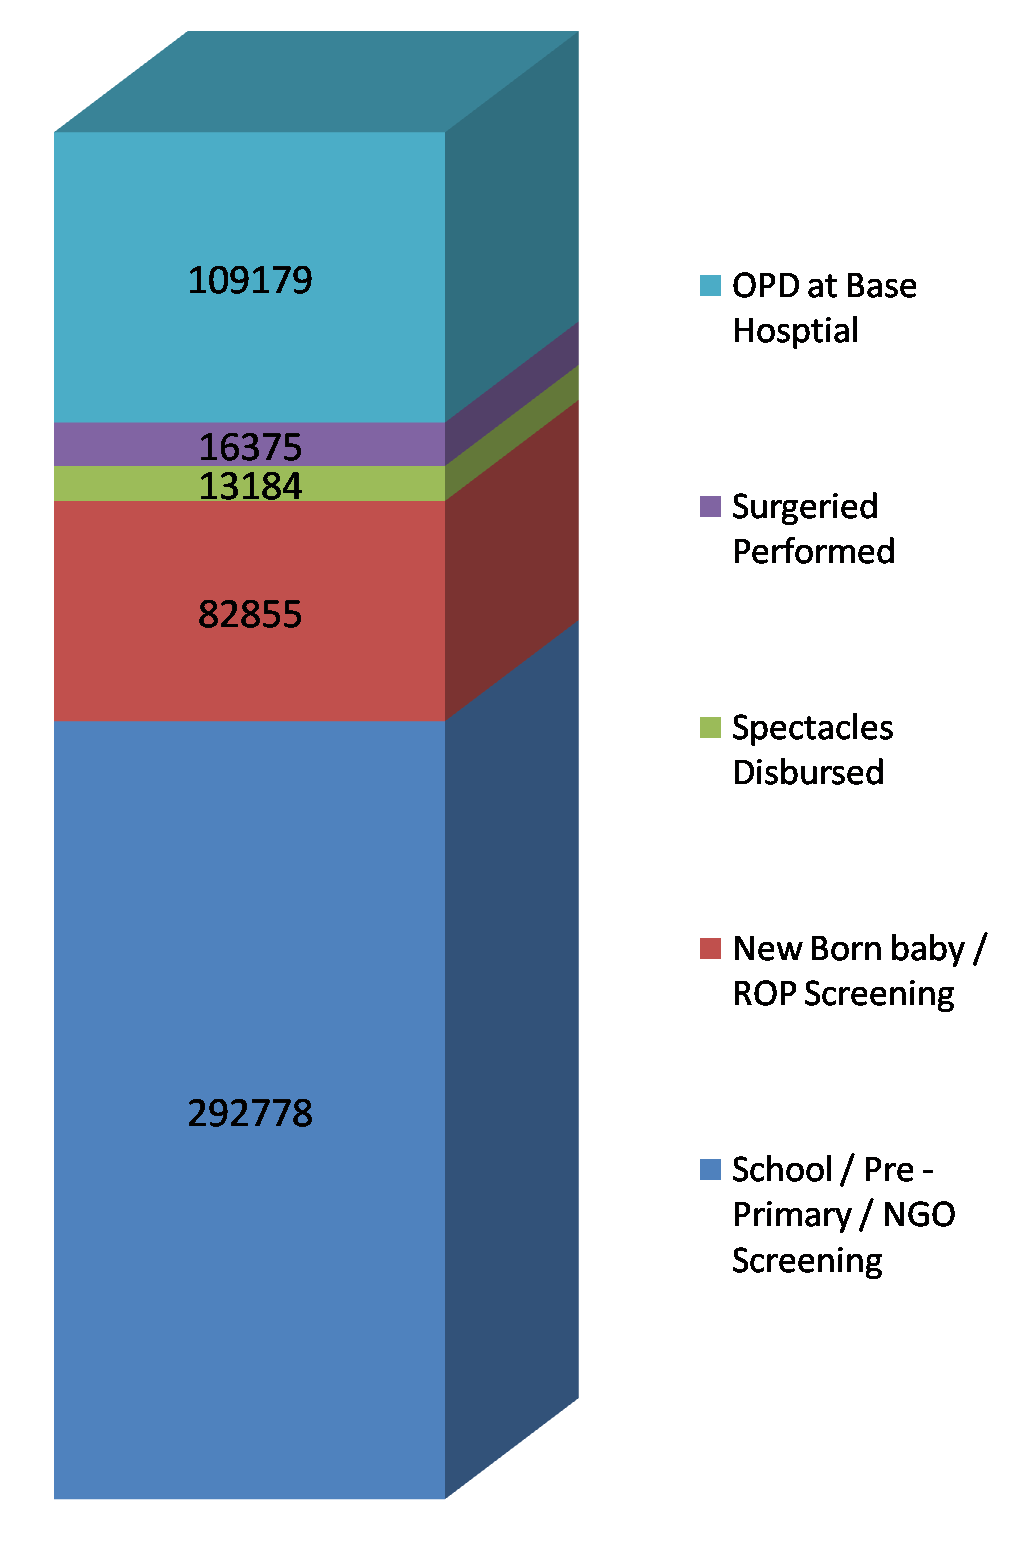 109179
16375
13184
82855
292778
OPD at Base
Hosptial
Surgeried
Performed
Spectacles
Disbursed
New Born baby /
ROP Screening
School / Pre -
Primary / NGO
Screening